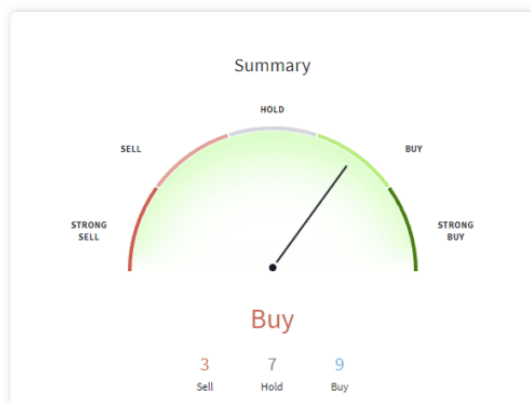 Summary
HOLD
SELL
BUY
STRONG
SELL
STRONG
BUY
Buy
3
7
9
Sell
Hold
Buy